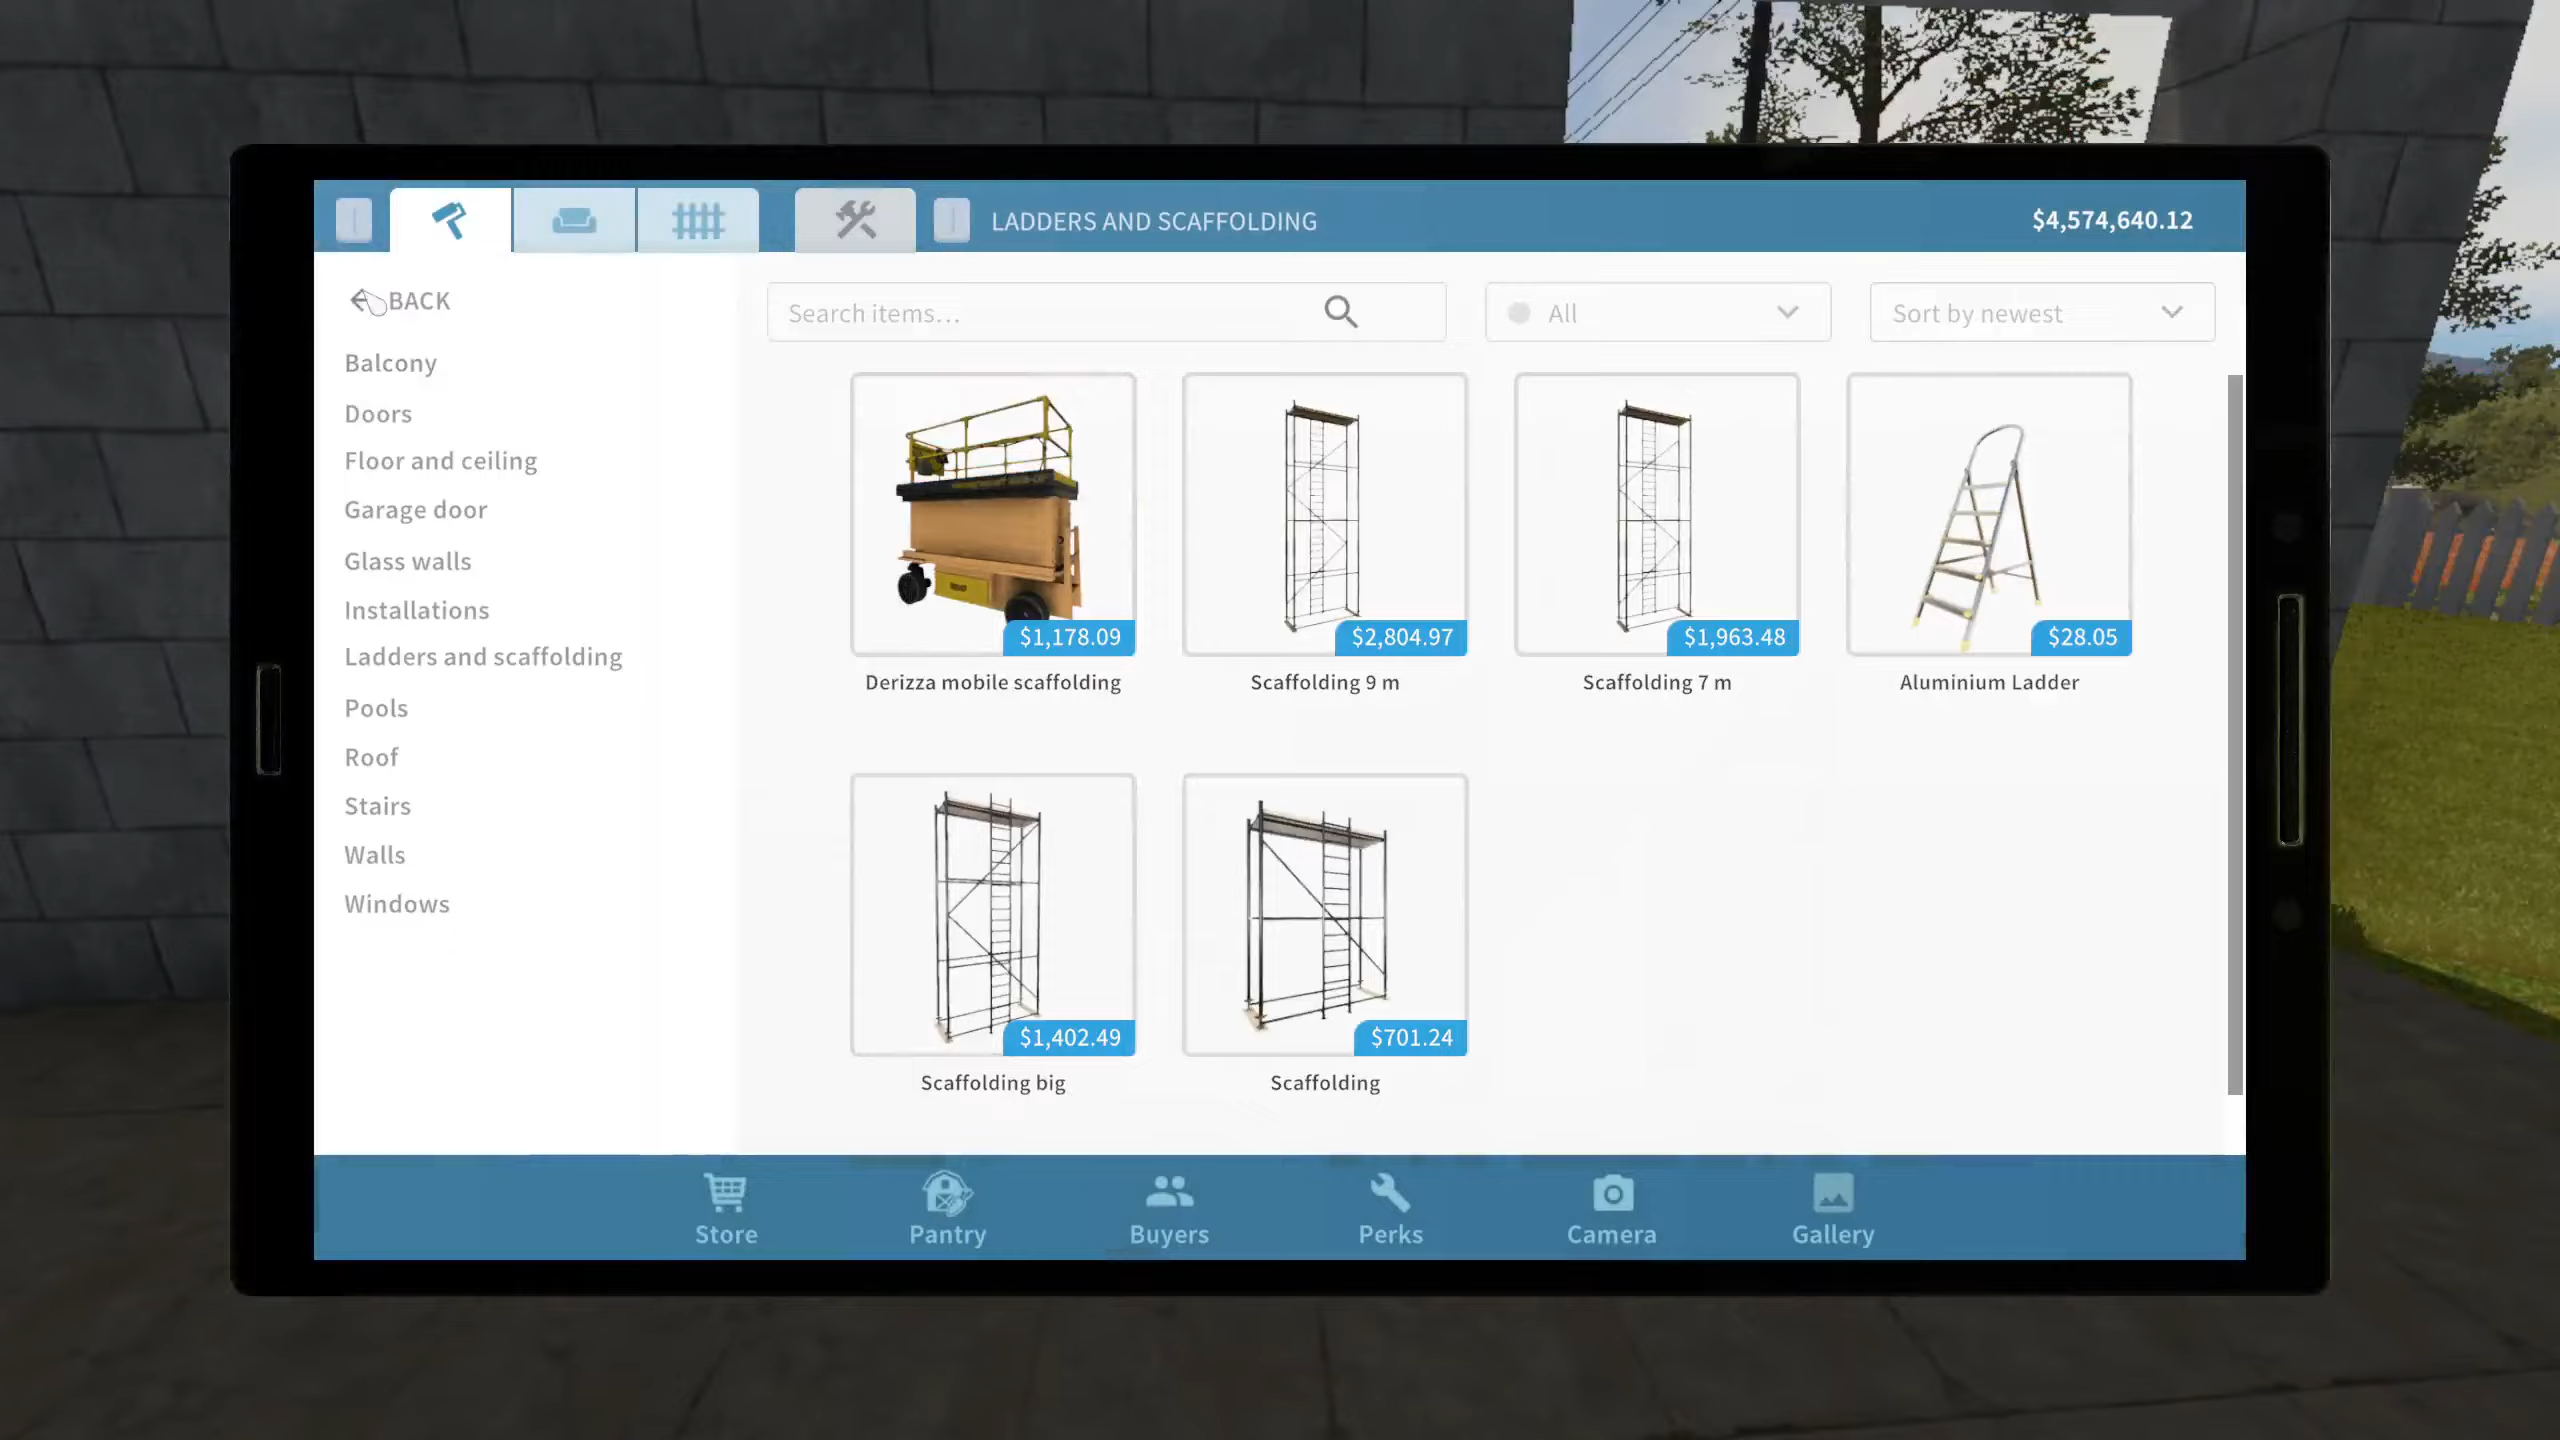 LADDERS AND SCAFFOLDING
$4,574,640.12
BACK
Search items...
All
Sort by newest
Balcony
Doors
Floor and ceiling
Garage door
Glass walls
Installations
Ladders and scaffolding
Pools
Roof
Stairs
Walls
Windows
$1,178.09
$2,804.97
$1,963.48
$28.05
Derizza mobile scaffolding
Scaffolding 9 m
Scaffolding 7 m
Aluminium Ladder
$1,402.49
$701.24
Scaffolding big
Scaffolding
Store
Pantry
Buyers
Perks
Camera
Gallery